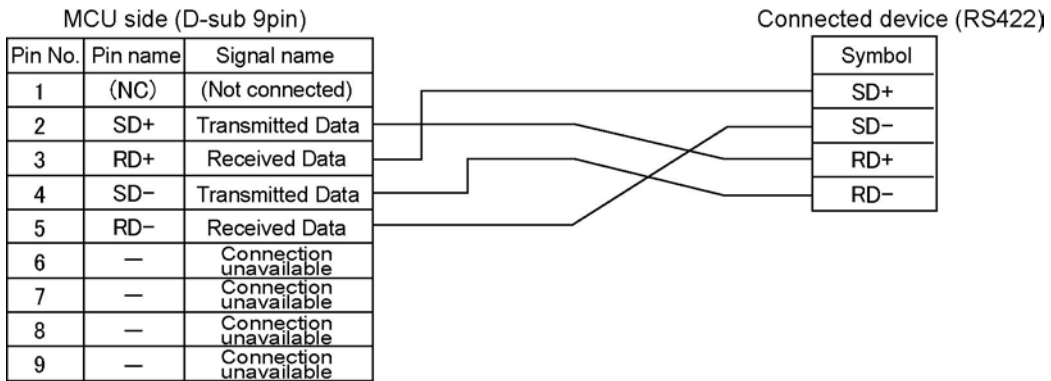 MCU side (D-sub 9pin) Connected device (RS422)
Pin No. Pin name Signal name Symbol
1 (NC) (Not connected) SD+
2 SD+ Transmitted Data SD−
3 RD+ Received Data RD+
4 SD− Transmitted Data RD−
5 RD− Received Data
6 — Connection unavailable
7 — Connection unavailable
8 — Connection unavailable
9 — Connection unavailable